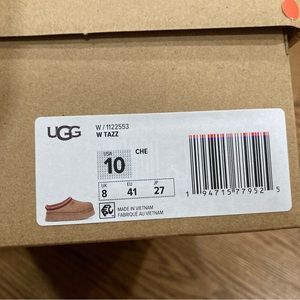 UGG
W / 1122553
W TAZZ
USA
10
CHE
UK EU JP
8 41 27
1 94715 77952 5
MADE IN VIETNAM
FABRIQUÉ AU VIETNAM